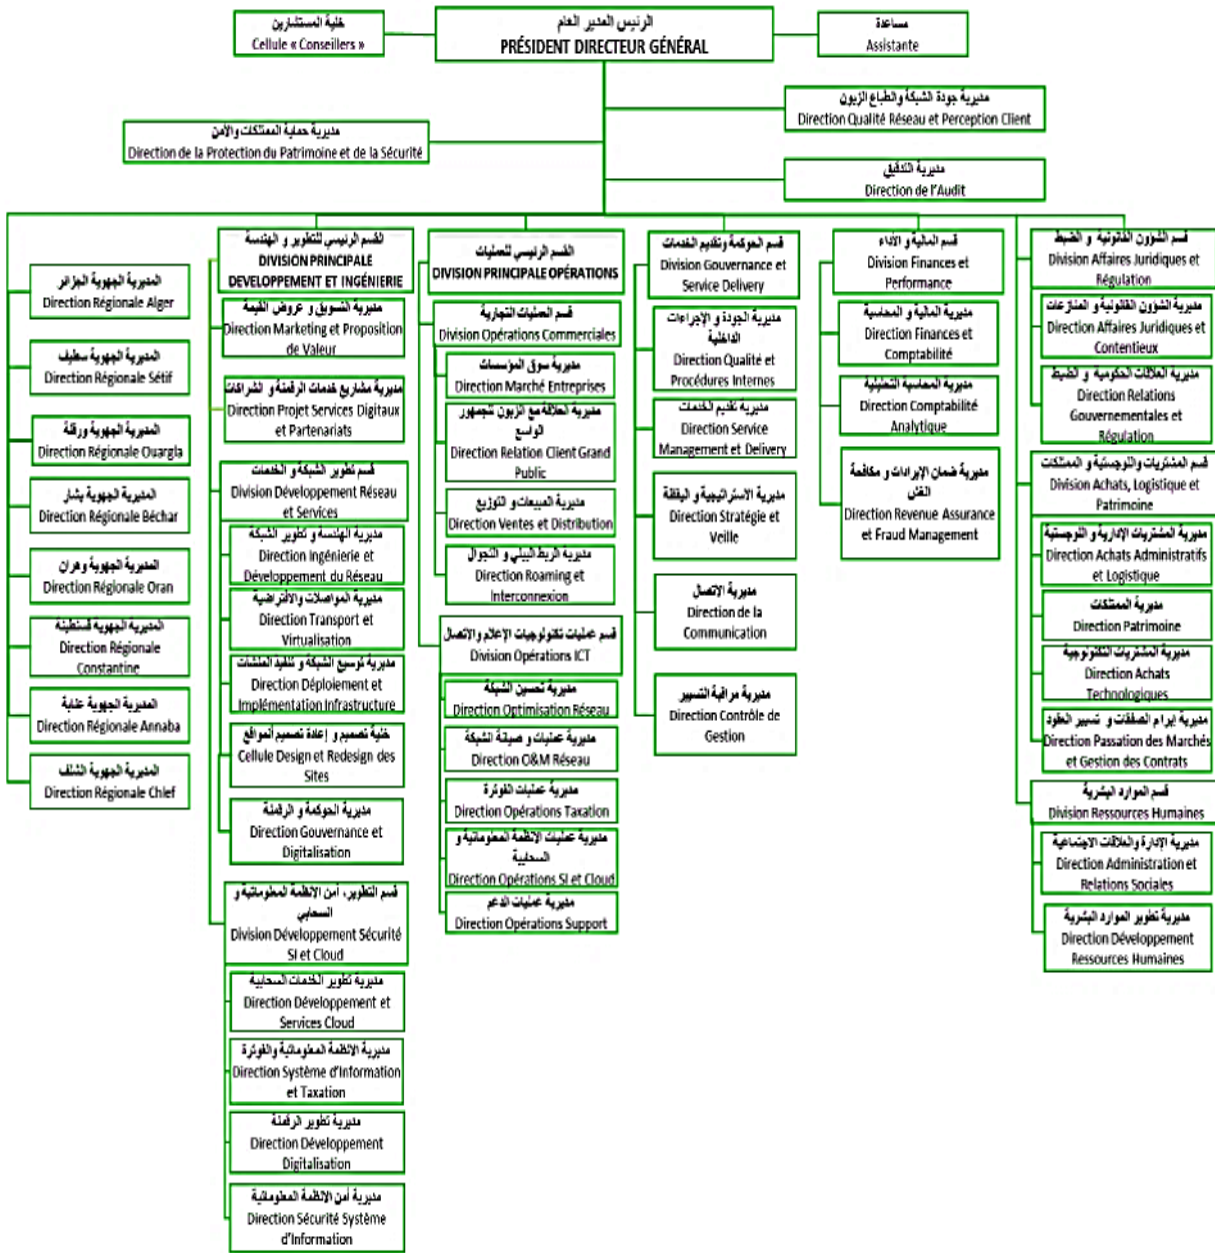 الرئيس المدير العام
PRÉSIDENT DIRECTEUR GÉNÉRAL
خلية المستشارين
Cellule « Conseillers »
مساعدة
Assistante
مديرية جودة الشبكة والطباع الزبون
Direction Qualité Réseau et Perception Client
مديرية حماية الممتلكات والأمن
Direction de la Protection du Patrimoine et de la Sécurité
مديرية التدقيق
Direction de l'Audit
المديرية الجهوية الجزائر
Direction Régionale Alger
المديرية الجهوية سطيف
Direction Régionale Sétif
المديرية الجهوية ورقلة
Direction Régionale Ouargla
المديرية الجهوية بشار
Direction Régionale Béchar
المديرية الجهوية وهران
Direction Régionale Oran
المديرية الجهوية قسنطينة
Direction Régionale
Constantine
المديرية الجهوية عنابة
Direction Régionale Annaba
المديرية الجهوية الشلف
Direction Régionale Chlef
القسم الرئيسي للتطوير و الهندسة
DIVISION PRINCIPALE
DEVELOPPEMENT ET INGÉNIERIE
مديرية التسويق و عروض القيمة
Direction Marketing et Proposition
de Valeur
مديرية مشاريع خدمات الرقمنة و الشراكات
Direction Projet Services Digitaux
et Partenariats
قسم تطوير الشبكة و الخدمات
Division Développement Réseau
et Services
مديرية الهندسة و تطوير الشبكة
Direction Ingénierie et
Développement du Réseau
مديرية المواصلات والافتراضية
Direction Transport et
Virtualisation
مديرية توسيع الشبكة و تنفيذ المنشآت
Direction Déploiement et
Implémentation Infrastructure
خلية تصميم و إعادة تصميم المواقع
Cellule Design et Redesign des
Sites
مديرية الحوكمة و الرقمنة
Direction Gouvernance et
Digitalisation
قسم التطوير، أمن الانظمة المعلوماتية و
السحابي
Division Développement Sécurité
SI et Cloud
مديرية تطوير الخدمات السحابية
Direction Développement et
Services Cloud
مديرية الانظمة المعلوماتية والفوترة
Direction Système d'Information
et Taxation
مديرية تطوير الرقمنة
Direction Développement
Digitalisation
مديرية أمن الانظمة المعلوماتية
Direction Sécurité Système
d'Information
القسم الرئيسي للعمليات
DIVISION PRINCIPALE OPÉRATIONS
قسم العمليات التجارية
Division Opérations Commerciales
مديرية سوق المؤسسات
Direction Marché Entreprises
مديرية العلاقة مع الزبون للجمهور
الواسع
Direction Relation Client Grand
Public
مديرية المبيعات و التوزيع
Direction Ventes et Distribution
مديرية الربط البيني و التجوال
Direction Roaming et
Interconnexion
قسم عمليات تكنولوجيات الإعلام والاتصال
Division Opérations ICT
مديرية تحسين الشبكة
Direction Optimisation Réseau
مديرية عمليات و صيانة الشبكة
Direction O&M Réseau
مديرية عمليات الفوترة
Direction Opérations Taxation
مديرية عمليات الانظمة المعلوماتية و
السحابية
Direction Opérations SI et Cloud
مديرية عمليات الدعم
Direction Opérations Support
قسم الحوكمة وتقديم الخدمات
Division Gouvernance et
Service Delivery
مديرية الجودة و الإجراءات
الداخلية
Direction Qualité et
Procédures Internes
مديرية تقديم الخدمات
Direction Service
Management et Delivery
مديرية الاستراتيجية و اليقظة
Direction Stratégie et
Veille
مديرية الاتصال
Direction de la
Communication
مديرية مراقبة التسيير
Direction Contrôle de
Gestion
قسم المالية و الأداء
Division Finances et
Performance
مديرية المالية و المحاسبة
Direction Finances et
Comptabilité
مديرية المحاسبة التحليلية
Direction Comptabilité
Analytique
مديرية ضمان الإيرادات و مكافحة
الغش
Direction Revenue Assurance
et Fraud Management
قسم الشؤون القانونية و الضبط
Division Affaires Juridiques et
Régulation
مديرية الشؤون القانونية و المنازعات
Direction Affaires Juridiques et
Contentieux
مديرية العلاقات الحكومية و الضبط
Direction Relations
Gouvernementales et
Régulation
قسم المشتريات واللوجستية و الممتلكات
Division Achats, Logistique et
Patrimoine
مديرية المشتريات الإدارية و اللوجستية
Direction Achats Administratifs
et Logistique
مديرية الممتلكات
Direction Patrimoine
مديرية المشتريات التكنولوجية
Direction Achats
Technologiques
مديرية إبرام الصفقات و تسيير العقود
Direction Passation des Marchés
et Gestion des Contrats
قسم الموارد البشرية
Division Ressources Humaines
مديرية الإدارة والعلاقات الاجتماعية
Direction Administration et
Relations Sociales
مديرية تطوير الموارد البشرية
Direction Développement
Ressources Humaines